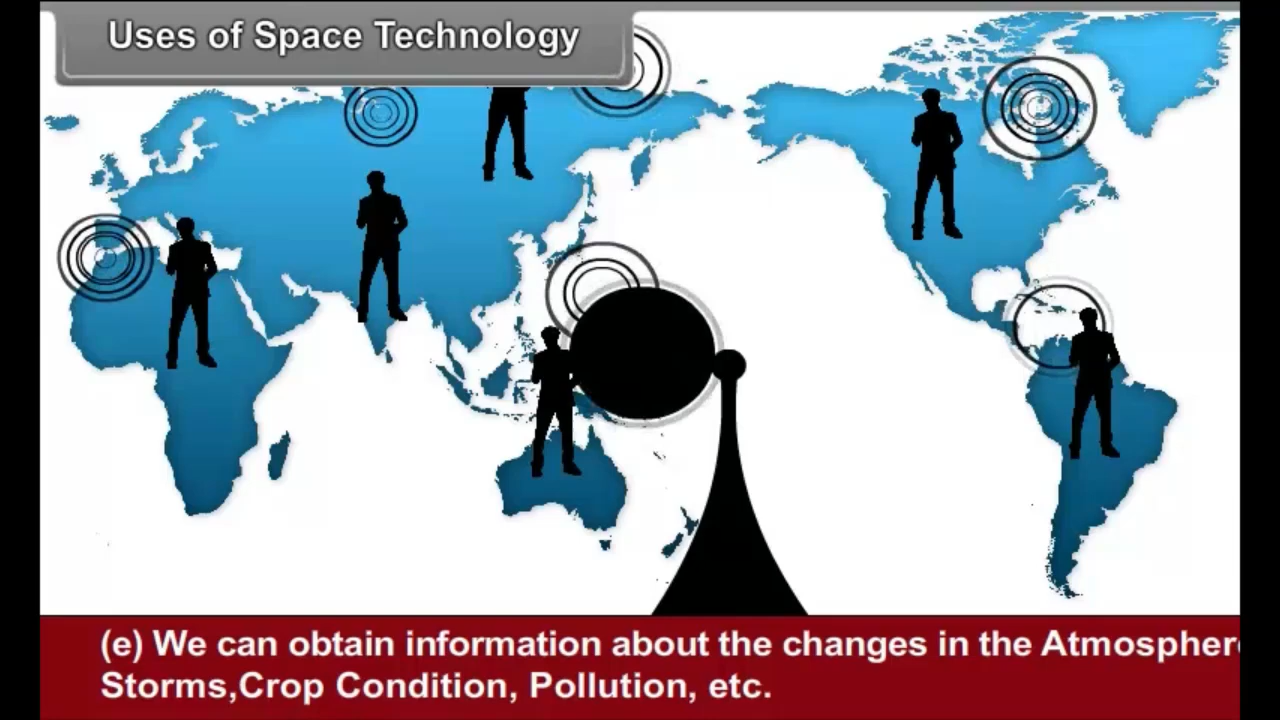 Uses of Space Technology
(e) We can obtain information about the changes in the Atmospher
Storms,Crop Condition, Pollution, etc.